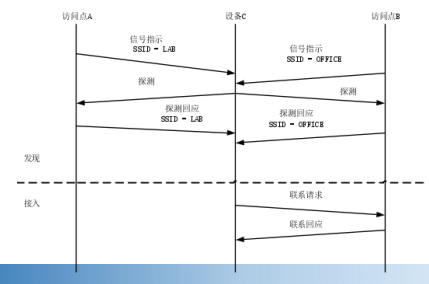 访问点A 设备C 访问点B
信号指示
SSID = LAB
信号指示
SSID = OFFICE
探测
探测
探测回应
SSID = LAB
探测回应
SSID = OFFICE
发现
接入
联系请求
联系回应